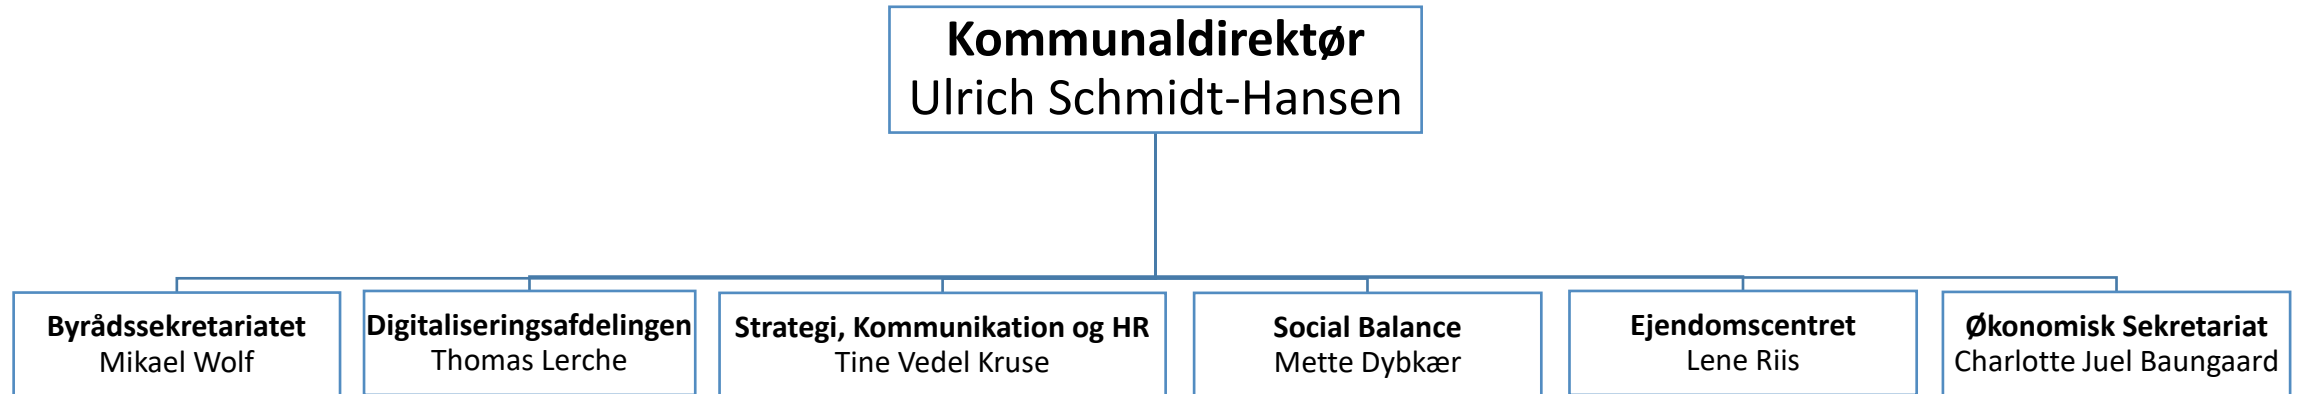 Kommunaldirektør
Ulrich Schmidt-Hansen
Byrådssekretariatet
Mikael Wolf
Digitaliseringsafdelingen
Thomas Lerche
Strategi, Kommunikation og HR
Tine Vedel Kruse
Social Balance
Mette Dybkær
Ejendomscentret
Lene Riis
Økonomisk Sekretariat
Charlotte Juel Baungaard